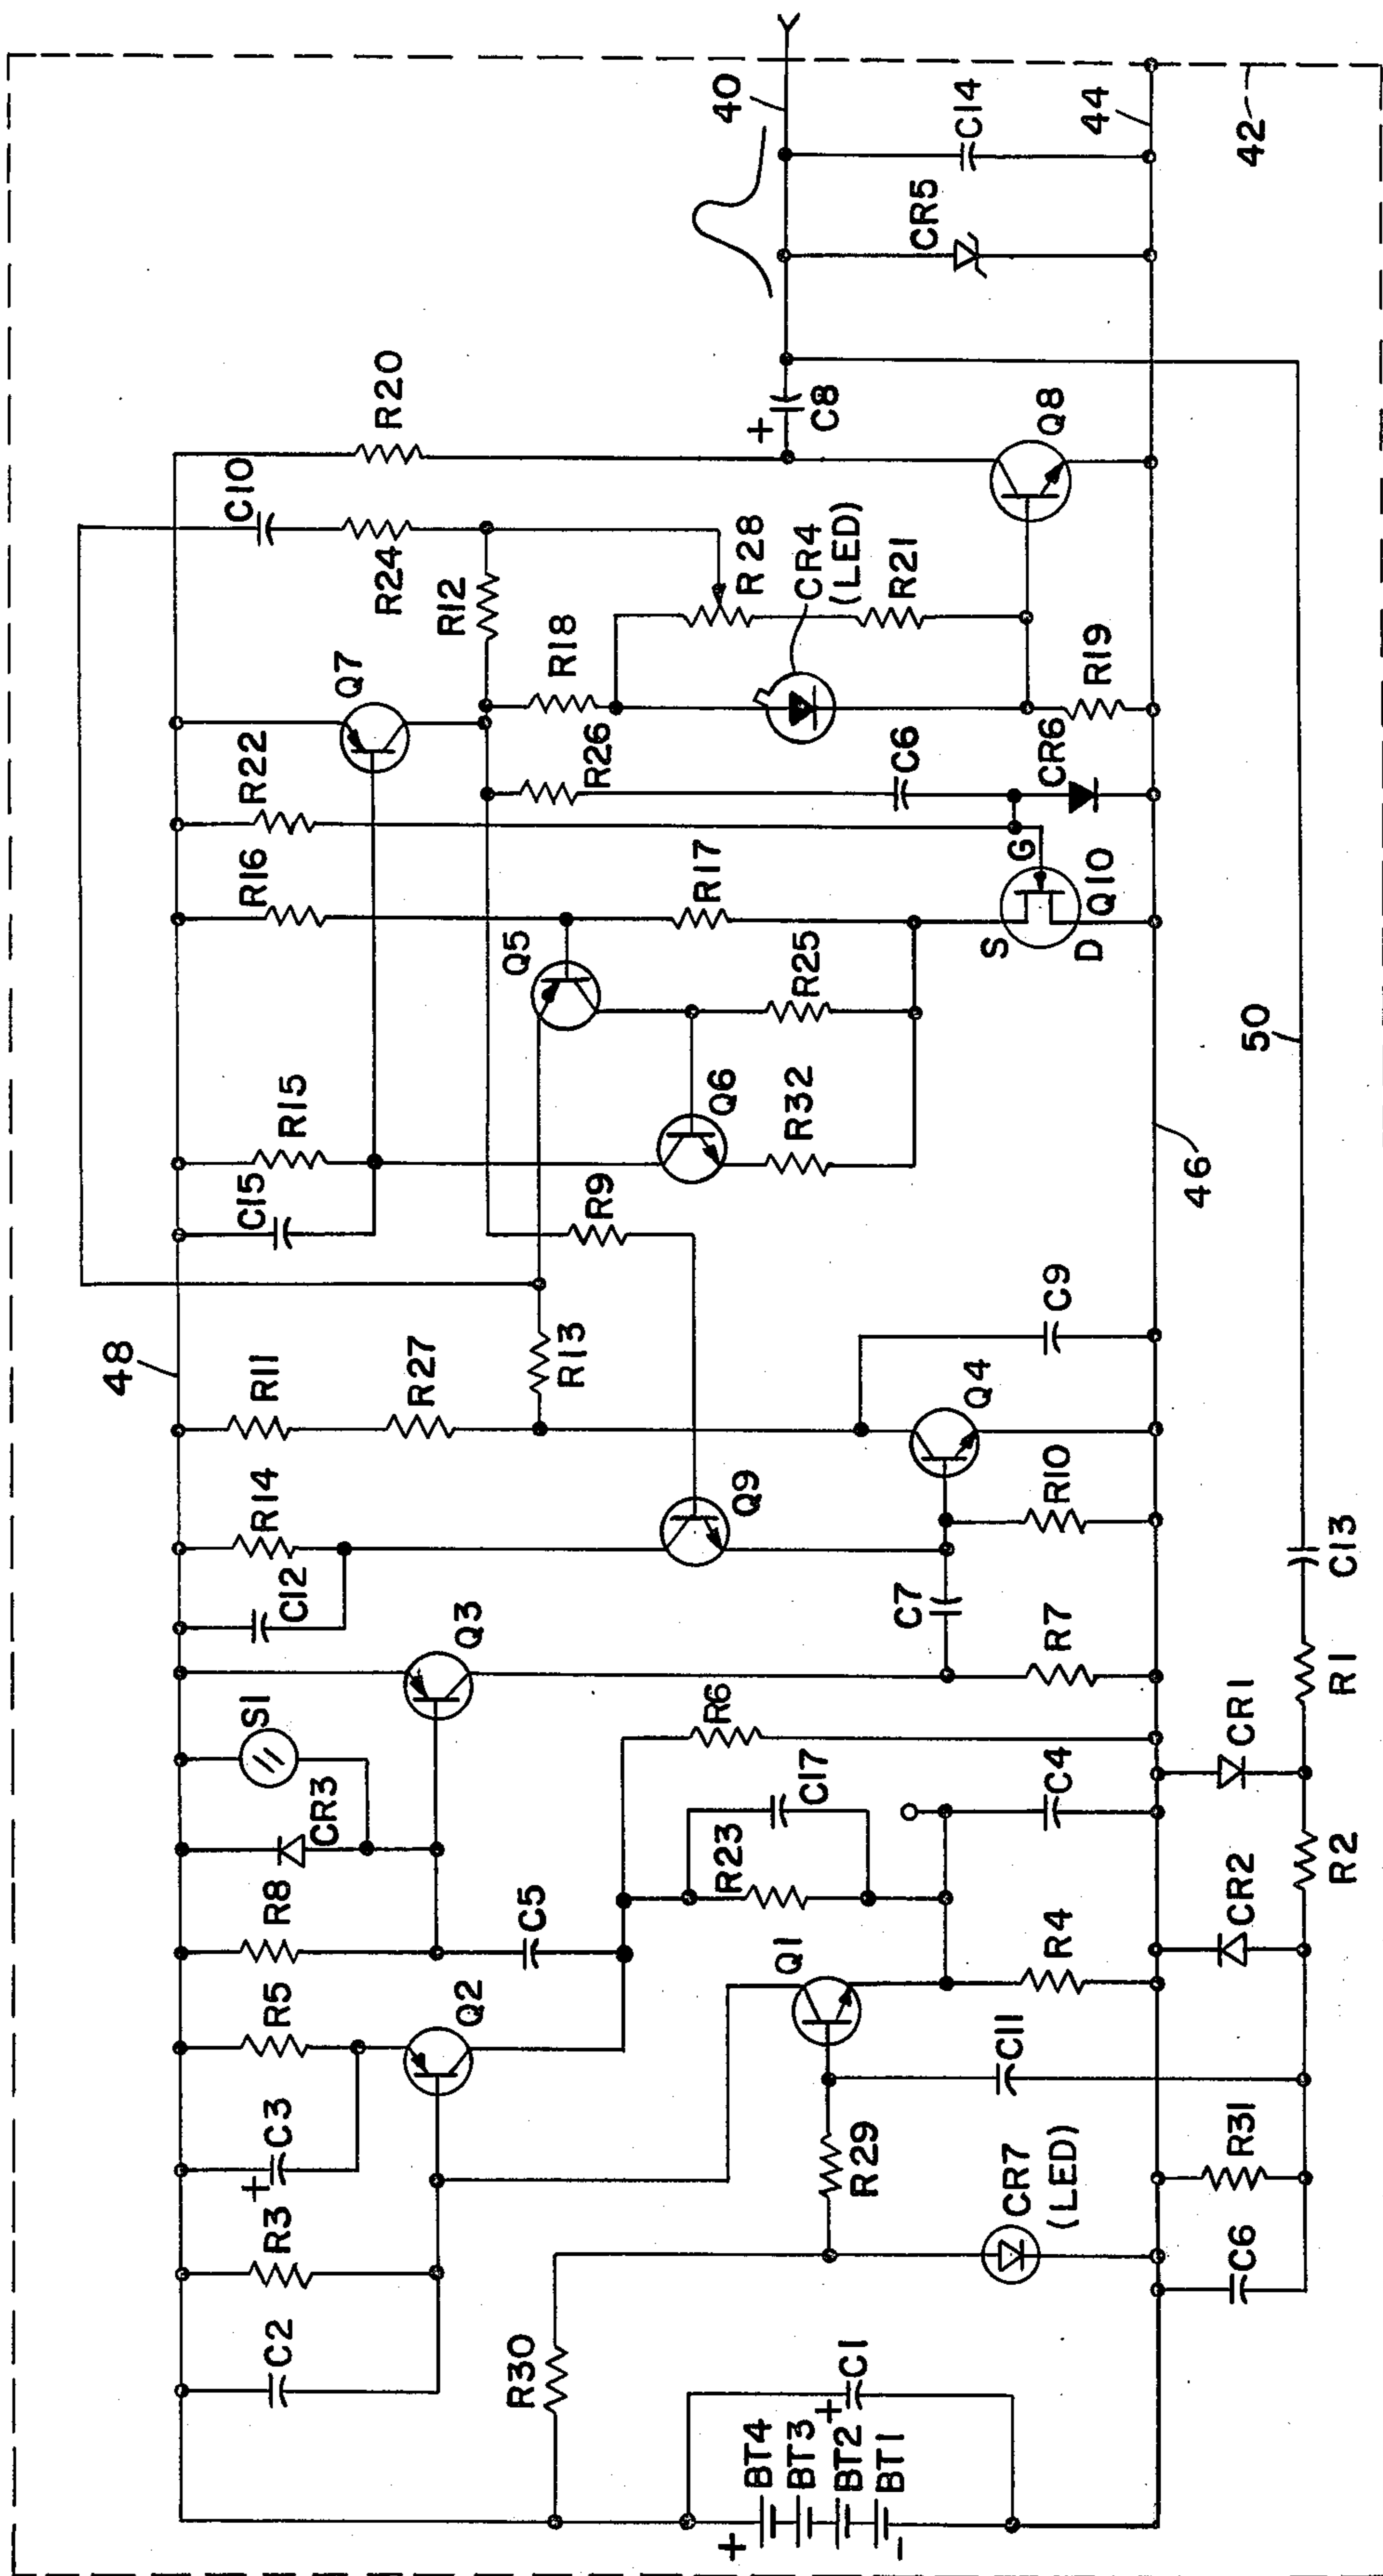 48
40
C10
R20
Q7
R24
R12
R22
R16
R18
R28
CR4
(LED)
R21
C8
+
Q8
R19
CR5
C14
44
42
R26
C6
CR6
G
Q10
S
D
R17
Q5
R25
Q6
R32
R15
C15
R9
R13
R11
R27
C9
Q4
R10
46
50
R14
C12
Q9
C7
Q3
R7
S1
CR3
R6
C17
R23
C4
C13
R1
CR1
R2
CR2
R8
C5
R5
Q2
Q1
R4
C11
C3
+
R3
C2
R29
CR7
(LED)
R31
C6
R30
C1
+
BT4
BT3
BT2
BT1
+
-